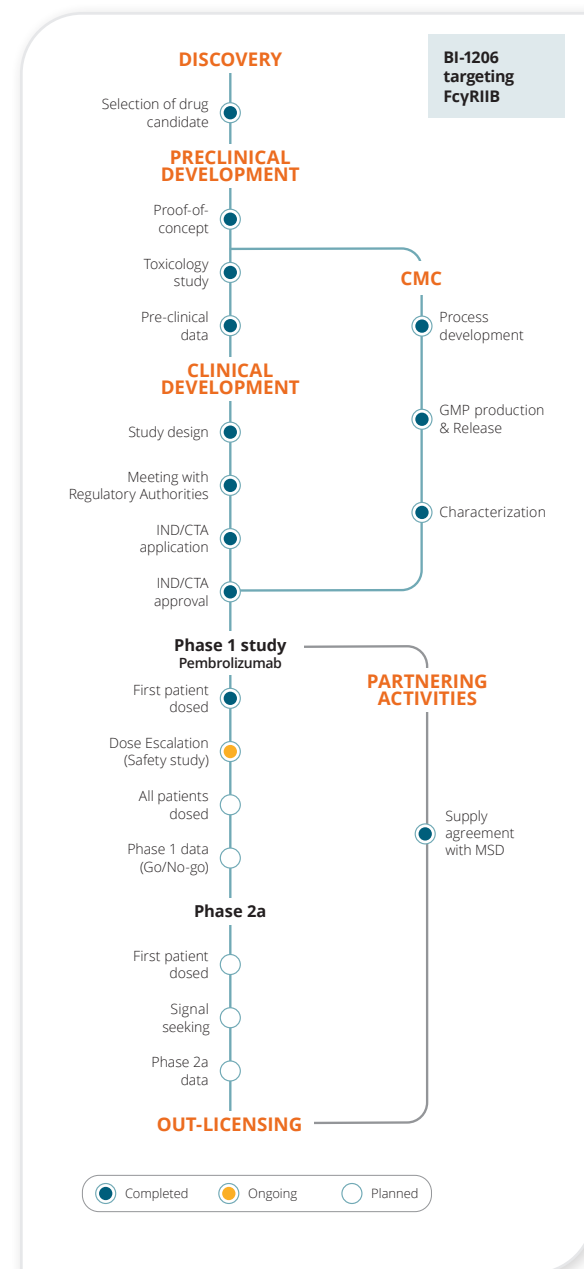 BI-1206
targeting
FcγRIIB
DISCOVERY
Selection of drug
candidate
PRECLINICAL
DEVELOPMENT
Proof-of-
concept
Toxicology
study
Pre-clinical
data
CMC
Process
development
GMP production
& Release
Characterization
CLINICAL
DEVELOPMENT
Study design
Meeting with
Regulatory Authorities
IND/CTA
application
IND/CTA
approval
Phase 1 study
Pembrolizumab
First patient
dosed
Dose Escalation
(Safety study)
All patients
dosed
Phase 1 data
(Go/No-go)
PARTNERING
ACTIVITIES
Supply
agreement
with MSD
Phase 2a
First patient
dosed
Signal
seeking
Phase 2a
data
OUT-LICENSING
Completed
Ongoing
Planned